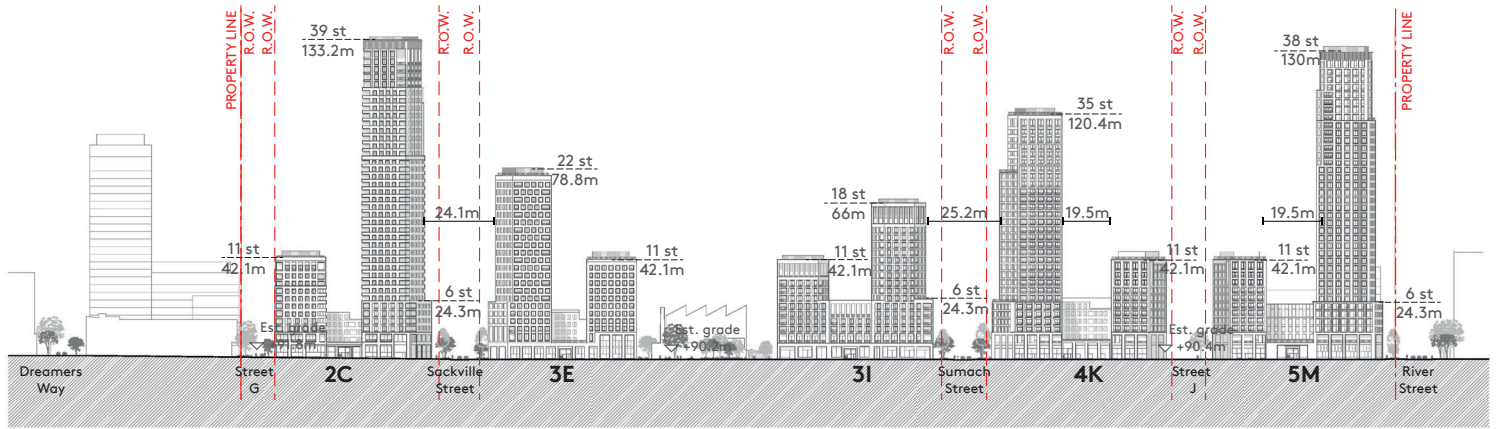 PROPERTY LINE
R.O.W.
R.O.W.
39 st
133.2m
R.O.W.
R.O.W.
R.O.W.
R.O.W.
R.O.W.
R.O.W.
38 st
130m
PROPERTY LINE
35 st
120.4m
22 st
78.8m
18 st
66m
24.1m
25.2m
19.5m
19.5m
11 st
42.1m
11 st
42.1m
11 st
42.1m
11 st
42.1m
11 st
42.1m
6 st
24.3m
6 st
24.3m
6 st
24.3m
Est. grade
Est. grade
+90.2m
Est. grade
+90.4m
Dreamers
Way
Street
G
2C
Sackville
Street
3E
3I
Sumach
Street
4K
Street
J
5M
River
Street